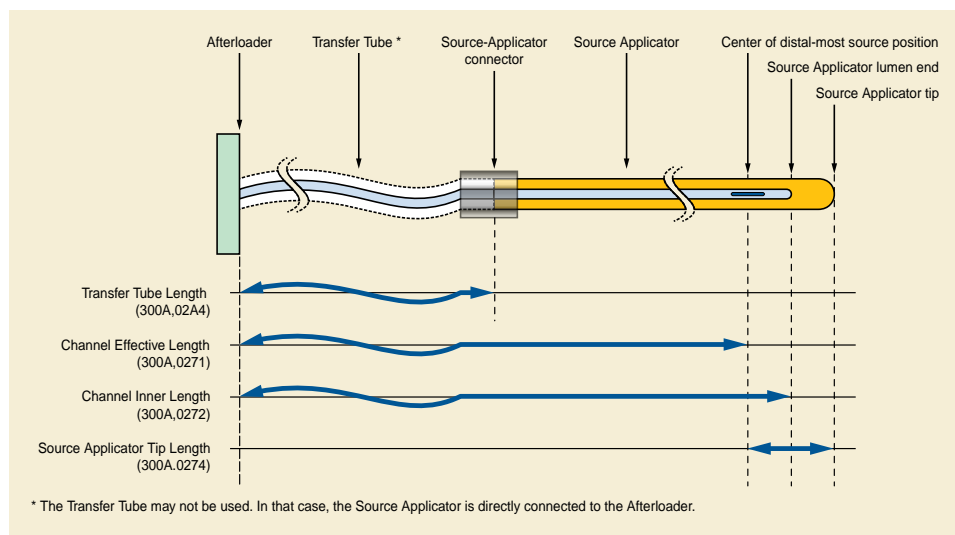 Afterloader
Transfer Tube *
Source-Applicator
connector
Source Applicator
Center of distal-most source position
Source Applicator lumen end
Source Applicator tip
Transfer Tube Length
(300A,02A4)
Channel Effective Length
(300A,0271)
Channel Inner Length
(300A,0272)
Source Applicator Tip Length
(300A.0274)
* The Transfer Tube may not be used. In that case, the Source Applicator is directly connected to the Afterloader.